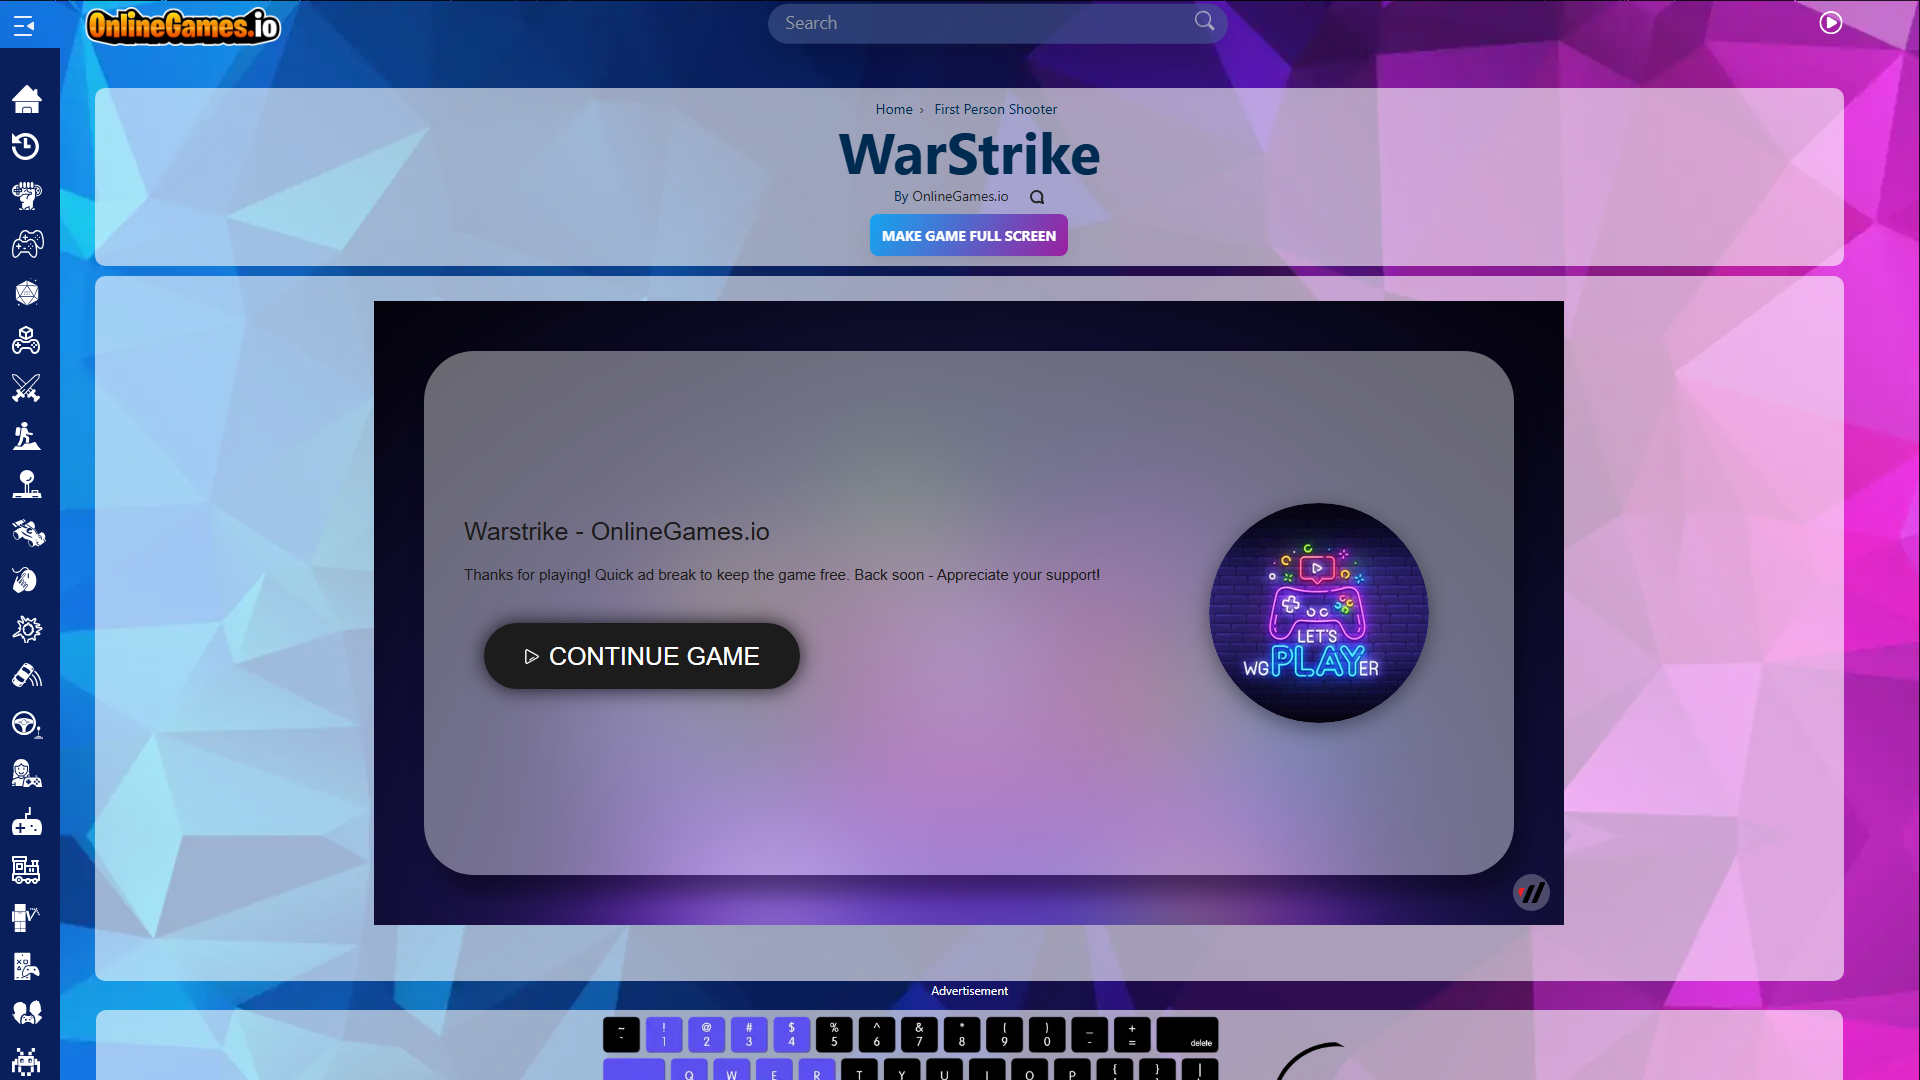 OnlineGames.io
Search
Home › First Person Shooter
WarStrike
By OnlineGames.io
MAKE GAME FULL SCREEN
Warstrike - OnlineGames.io
Thanks for playing! Quick ad break to keep the game free. Back soon - Appreciate your support!
CONTINUE GAME
LET'S
WGPLAYER
Advertisement
~ ! @ # $ % ^ & * ( ) _ +
` 1 2 3 4 5 6 7 8 9 0 - = delete
Q W E R T Y U I O P { } |